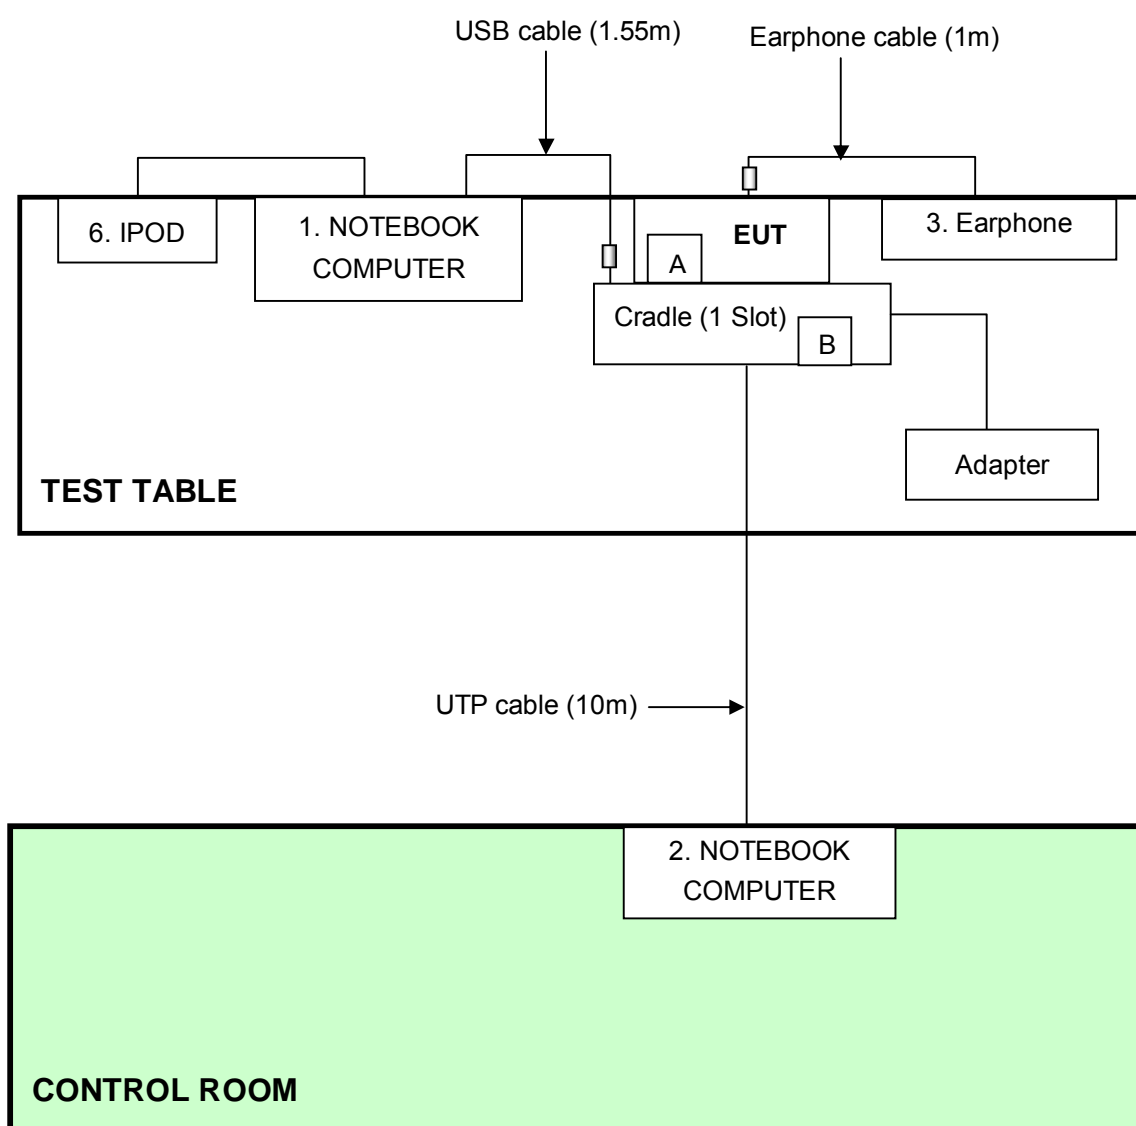 USB cable (1.55m)
Earphone cable (1m)
6. IPOD
1. NOTEBOOK
COMPUTER
EUT
A
3. Earphone
Cradle (1 Slot)
B
Adapter
TEST TABLE
UTP cable (10m)
2. NOTEBOOK
COMPUTER
CONTROL ROOM